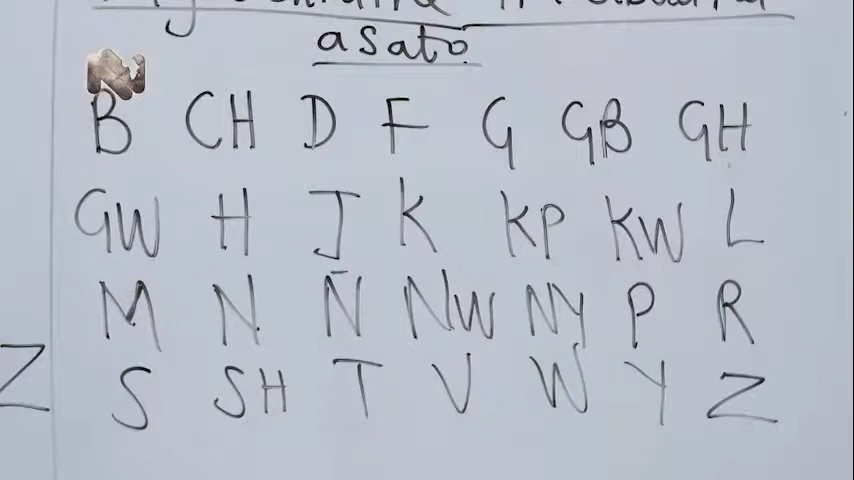 asato
B CH D F G GB GH
GW H J K KP KW L
M N Ñ NW NY P R
S SH T V W Y Z
Z